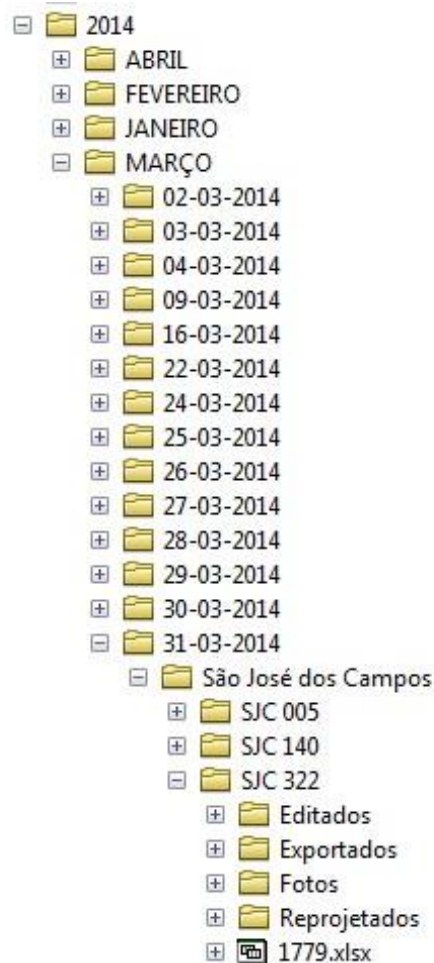 2014
ABRIL
FEVEREIRO
JANEIRO
MARÇO
02-03-2014
03-03-2014
04-03-2014
09-03-2014
16-03-2014
22-03-2014
24-03-2014
25-03-2014
26-03-2014
27-03-2014
28-03-2014
29-03-2014
30-03-2014
31-03-2014
São José dos Campos
SJC 005
SJC 140
SJC 322
Editados
Exportados
Fotos
Reprojetados
1779.xlsx